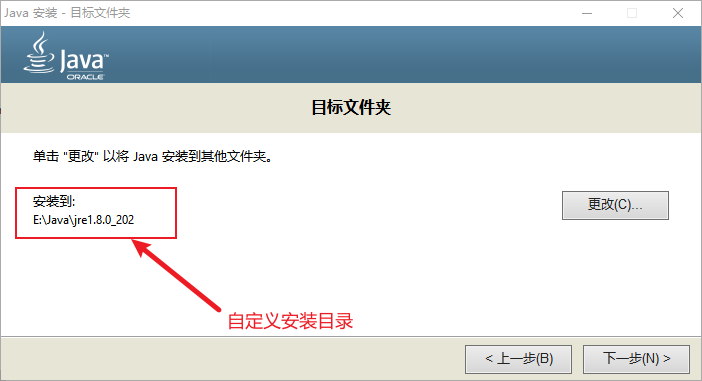 Java 安装 - 目标文件夹
Java™
ORACLE
目标文件夹
单击 "更改" 以将 Java 安装到其他文件夹。
安装到:
E:\Java\jre1.8.0_202
更改(C)...
自定义安装目录
< 上一步(B)
下一步(N) >